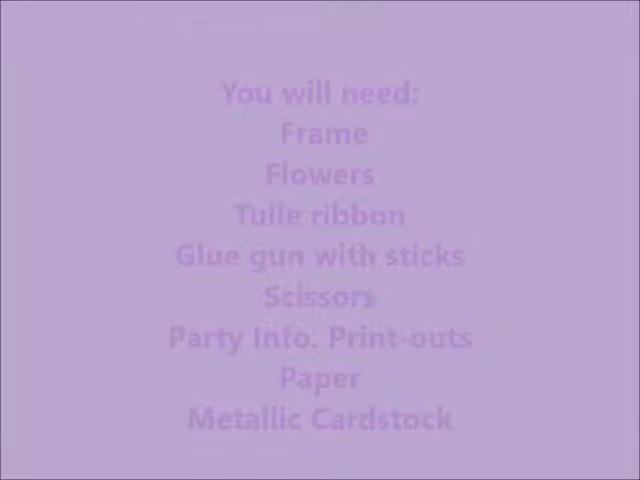 You will need:
Frame
Flowers
Tulle ribbon
Glue gun with sticks
Scissors
Party Info. Print-outs
Paper
Metallic Cardstock